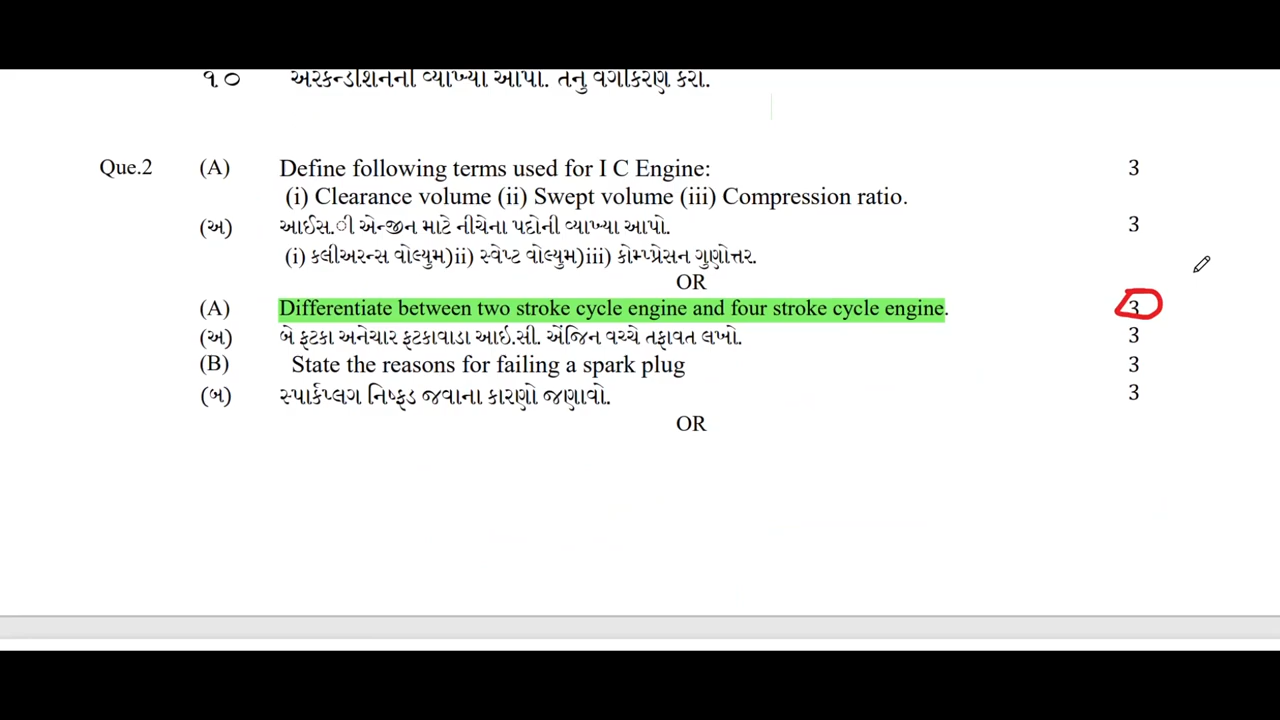 ૧૦ અરકન્ડીશનની વ્યાખ્યા આપો. તેનુ વર્ગીકરણ કરો.
Que.2 (A) Define following terms used for I C Engine: 3
(i) Clearance volume (ii) Swept volume (iii) Compression ratio.
(અ) આઈસ.ી એન્જીન માટે નીચેના પદોની વ્યાખ્યા આપો. 3
(i) કલીઅરન્સ વોલ્યુમ)ii) સ્વેપ્ટ વોલ્યુમ)iii) કોમ્પ્રેસન ગુણોત્તર.
OR
(A) Differentiate between two stroke cycle engine and four stroke cycle engine. 3
(અ) બે ફટકા અનેચાર ફટકાવાડા આઇ.સી. એંજિન વચ્ચે તફાવત લખો. 3
(B) State the reasons for failing a spark plug 3
(બ) સ્પાર્કપ્લગ નિષ્ફડ જવાના કારણો જણાવો. 3
OR